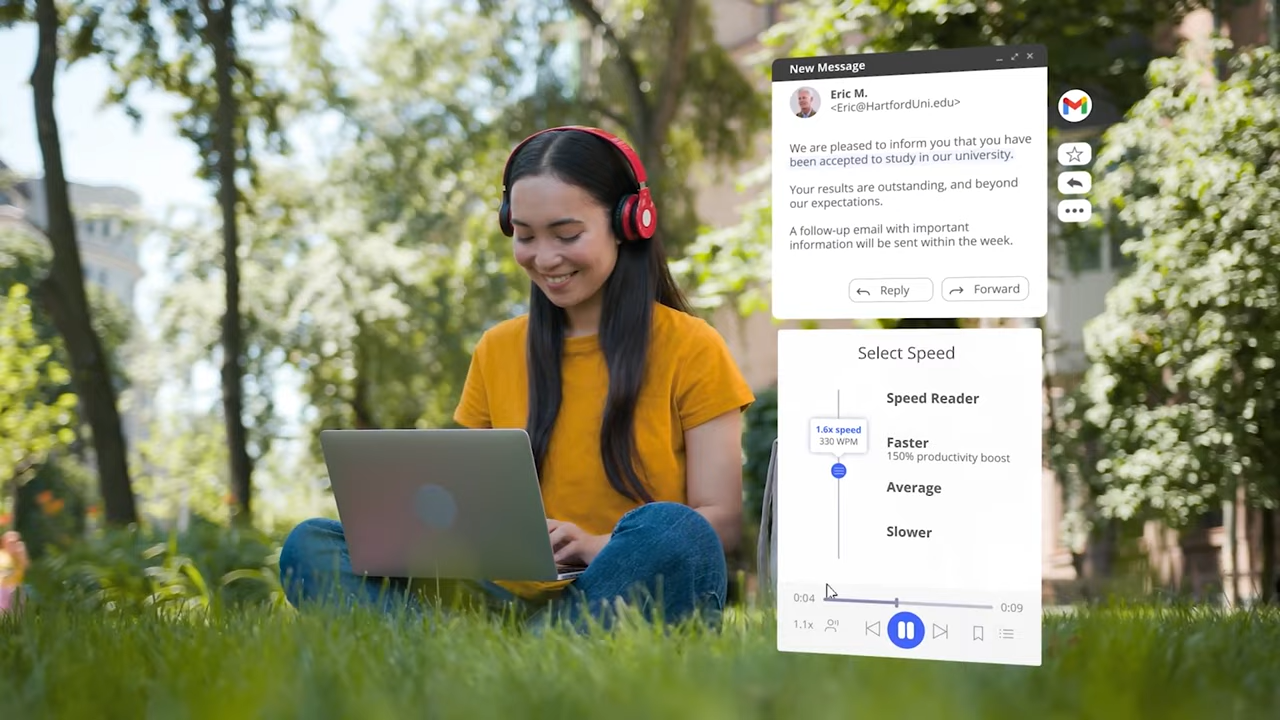 New Message
Eric M.
<Eric@HartfordUni.edu>
We are pleased to inform you that you have
been accepted to study in our university.
Your results are outstanding, and beyond
our expectations.
A follow-up email with important
information will be sent within the week.
Reply
Forward
Select Speed
Speed Reader
1.6x speed
330 WPM
Faster
150% productivity boost
Average
Slower
0:04
0:09
1.1x